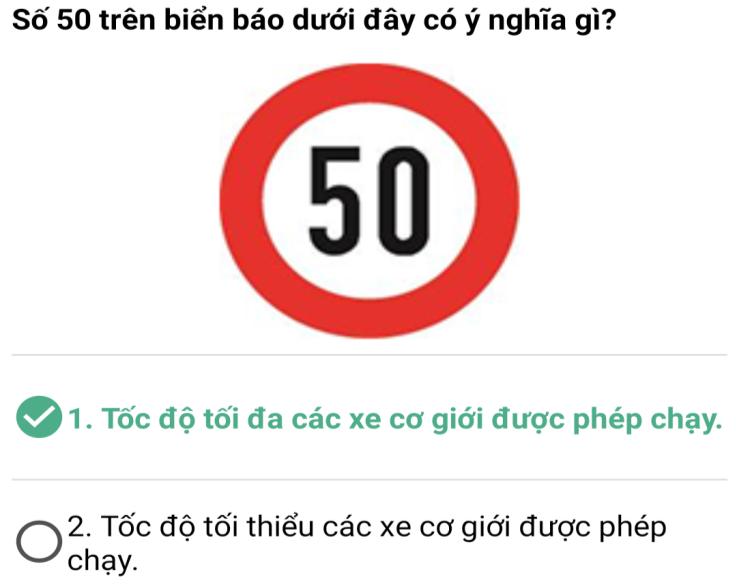 Số 50 trên biển báo dưới đây có ý nghĩa gì?
50
1. Tốc độ tối đa các xe cơ giới được phép chạy.
2. Tốc độ tối thiểu các xe cơ giới được phép
chạy.